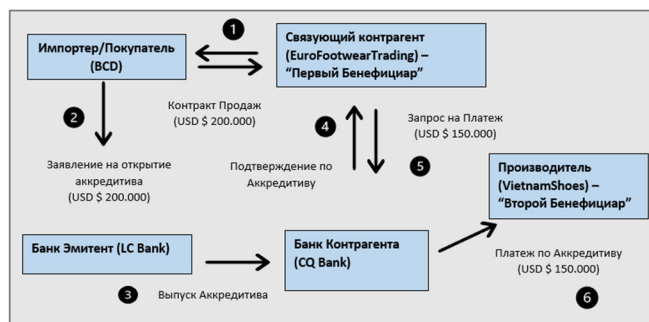 1
Импортер/Покупатель
(BCD)
Связующий контрагент
(EuroFootwearTrading) –
“Первый Бенефициар”
2
Контракт Продаж
(USD $ 200.000)
4
Запрос на Платеж
(USD $ 150.000)
Заявление на открытие
аккредитива
(USD $ 200.000)
Подтверждение по
Аккредитиву
5
Производитель
(VietnamShoes) –
“Второй Бенефициар”
Банк Эмитент (LC Bank)
Банк Контрагента
(CQ Bank)
Платеж по Аккредитиву
(USD $ 150.000)
3
Выпуск Аккредитива
6